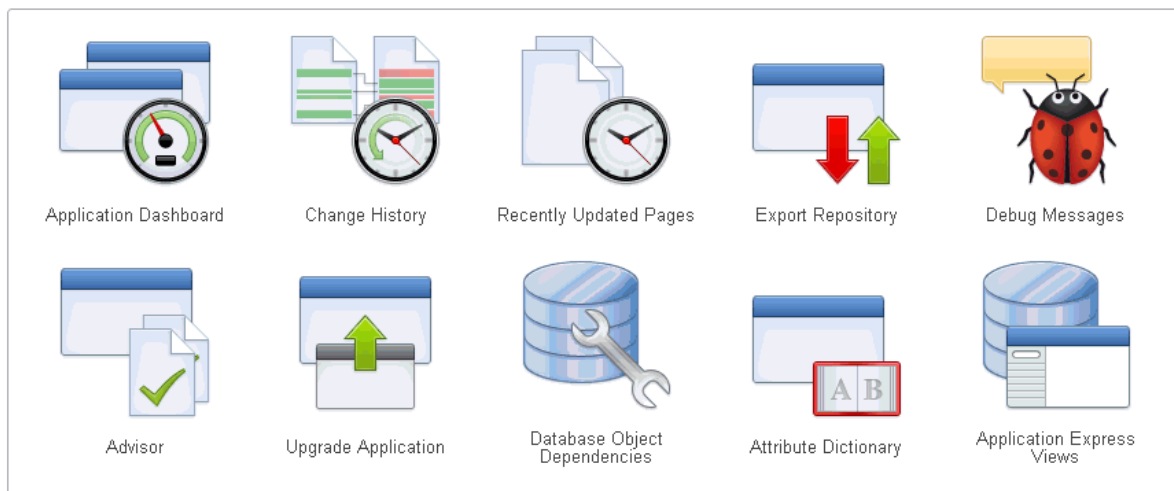 Application Dashboard
Change History
Recently Updated Pages
Export Repository
Debug Messages
Advisor
Upgrade Application
Database Object
Dependencies
A B
Attribute Dictionary
Application Express
Views